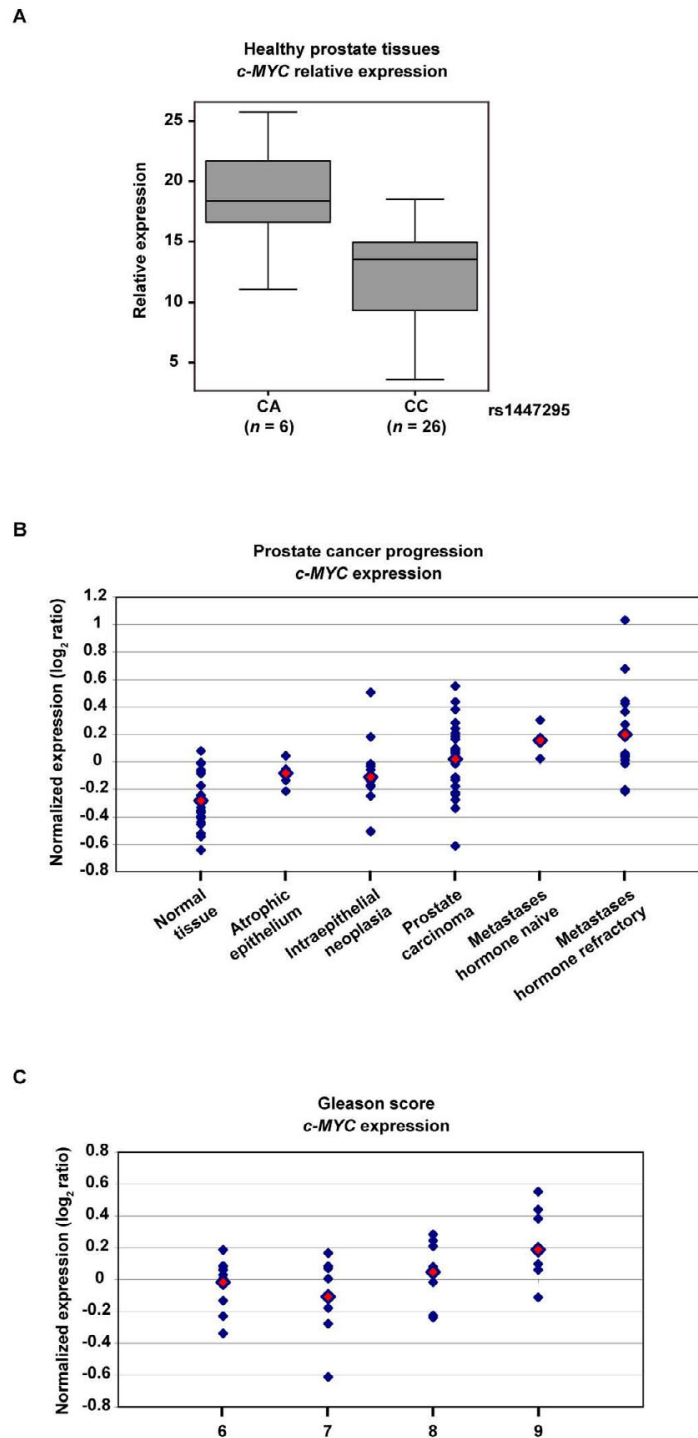 A
Healthy prostate tissues
c-MYC relative expression
Relative expression
25
20
15
10
5
CA
(n = 6)
CC
(n = 26)
rs1447295
B
Prostate cancer progression
c-MYC expression
Normalized expression (log2 ratio)
1.2
1
0.8
0.6
0.4
0.2
0
-0.2
-0.4
-0.6
-0.8
Normal
tissue
Atrophic
epithelium
Intraepithelial
neoplasia
Prostate
carcinoma
Metastases
hormone naive
Metastases
hormone refractory
C
Gleason score
c-MYC expression
Normalized expression (log2 ratio)
0.8
0.6
0.4
0.2
0
-0.2
-0.4
-0.6
-0.8
6
7
8
9